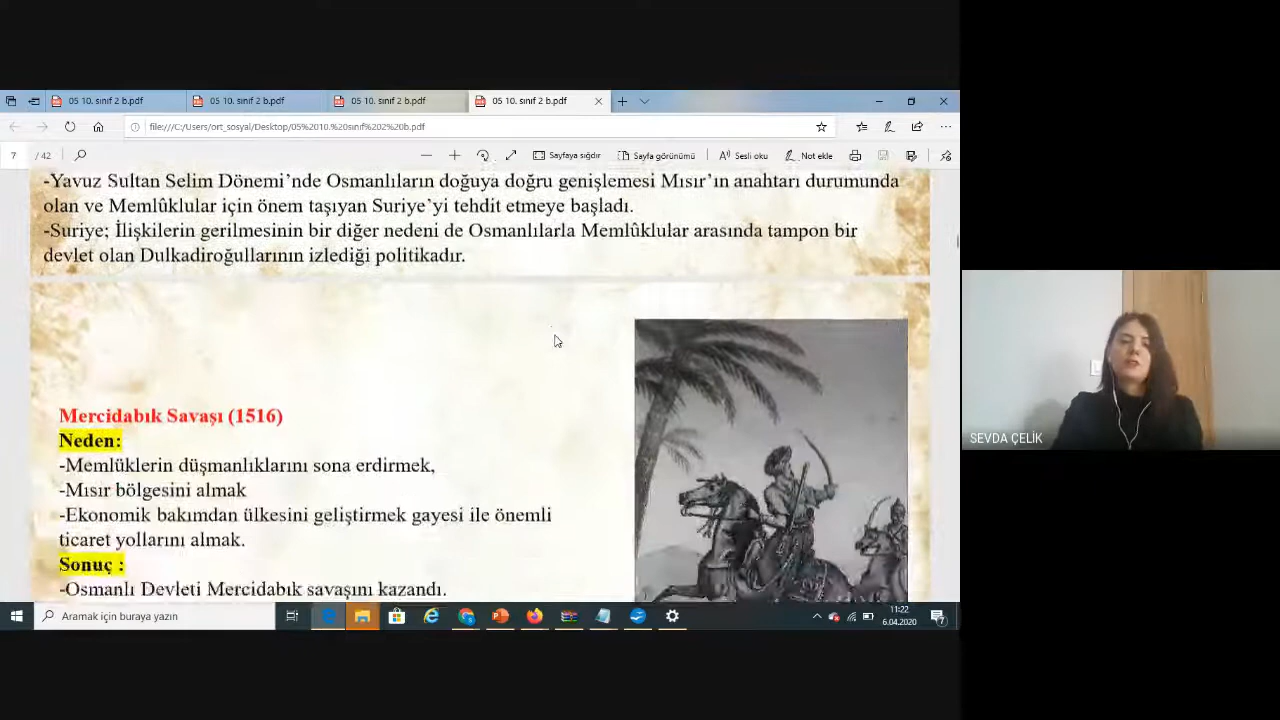 05 10. sınıf 2 b.pdf
05 10. sınıf 2 b.pdf
05 10. sınıf 2 b.pdf
05 10. sınıf 2 b.pdf
file:///C:/Users/ort_sosyal/Desktop/05%2010.%20sınıf%202%20b.pdf
7 / 42
Sayfaya sığdır
Sayfa görünümü
Sesli oku
Not ekle
-Yavuz Sultan Selim Dönemi’nde Osmanlıların doğuya doğru genişlemesi Mısır’ın anahtarı durumunda
olan ve Memlûklular için önem taşıyan Suriye’yi tehdit etmeye başladı.
-Suriye; İlişkilerin gerilmesinin bir diğer nedeni de Osmanlılarla Memlûklular arasında tampon bir
devlet olan Dulkadiroğullarının izlediği politikadır.
Mercidabık Savaşı (1516)
Neden:
-Memlüklerin düşmanlıklarını sona erdirmek,
-Mısır bölgesini almak
-Ekonomik bakımdan ülkesini geliştirmek gayesi ile önemli
ticaret yollarını almak.
Sonuç :
-Osmanlı Devleti Mercidabık savaşını kazandı.
SEVDA ÇELİK
Aramak için buraya yazın
11:22
6.04.2020
7